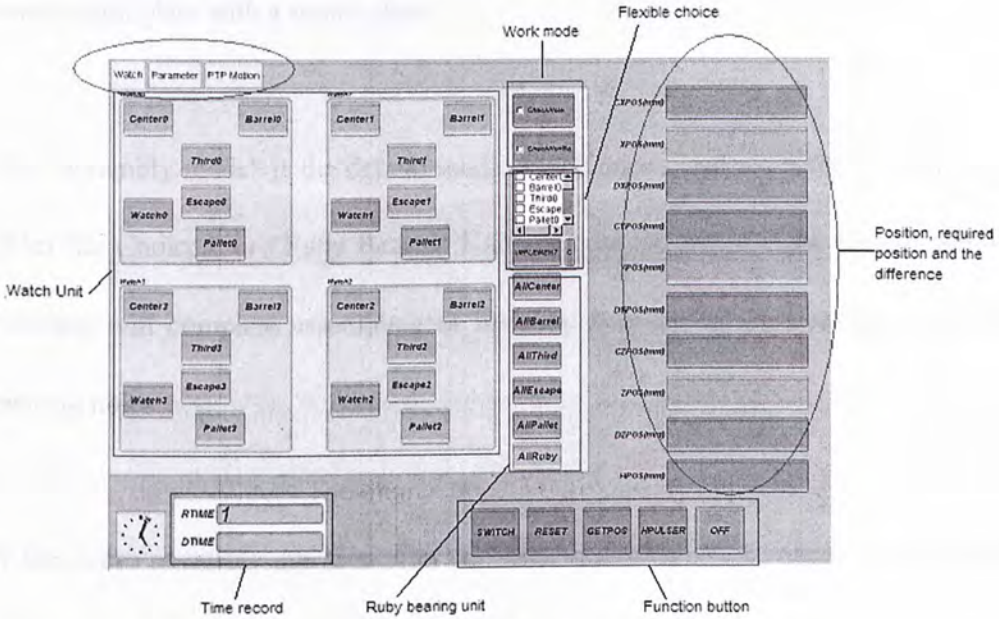 Flexible choice
Work mode
Watch Parameter PTP Motion
Center0 Barrel0
Third0
Watch0 Escape0
Pallet0
Center1 Barrel1
Third1
Watch1 Escape1
Pallet1
Center3 Barrel3
Third3
Watch3 Escape3
Pallet3
Center2 Barrel2
Third2
Watch2 Escape2
Pallet2
Center
Barrel0
Third0
Escape
Pallet0
C
AllCenter
AllBarrel
AllThird
AllEscape
AllPallet
AllRuby
CXPOS(mm)
XPOS(mm)
DXPOS(mm)
CYPOS(mm)
YPOS(mm)
DYPOS(mm)
CZPOS(mm)
ZPOS(mm)
DZPOS(mm)
HPOS(mm)
Position, required
position and the
difference
Watch Unit
RTIME 1
DTIME
SWITCH RESET GETPOS HPULSER OFF
Time record
Ruby bearing unit
Function button